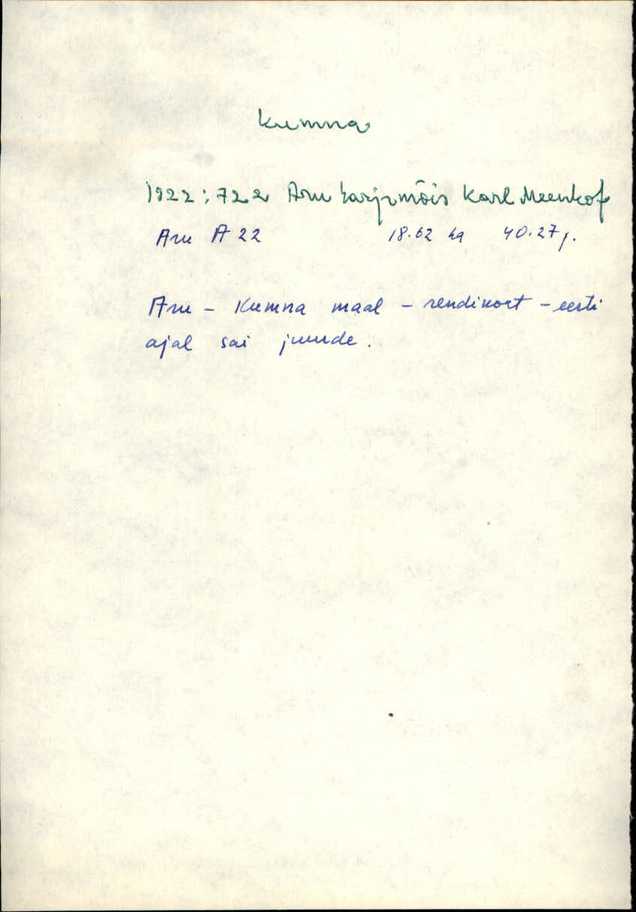 Kumna
1922: 722 Aru karjamõis Karl Meenkof
Aru A 22 18.62 ha 40.27 j.
Aru - Kumna maal - rendikoht - eesti
ajal sai juurde.